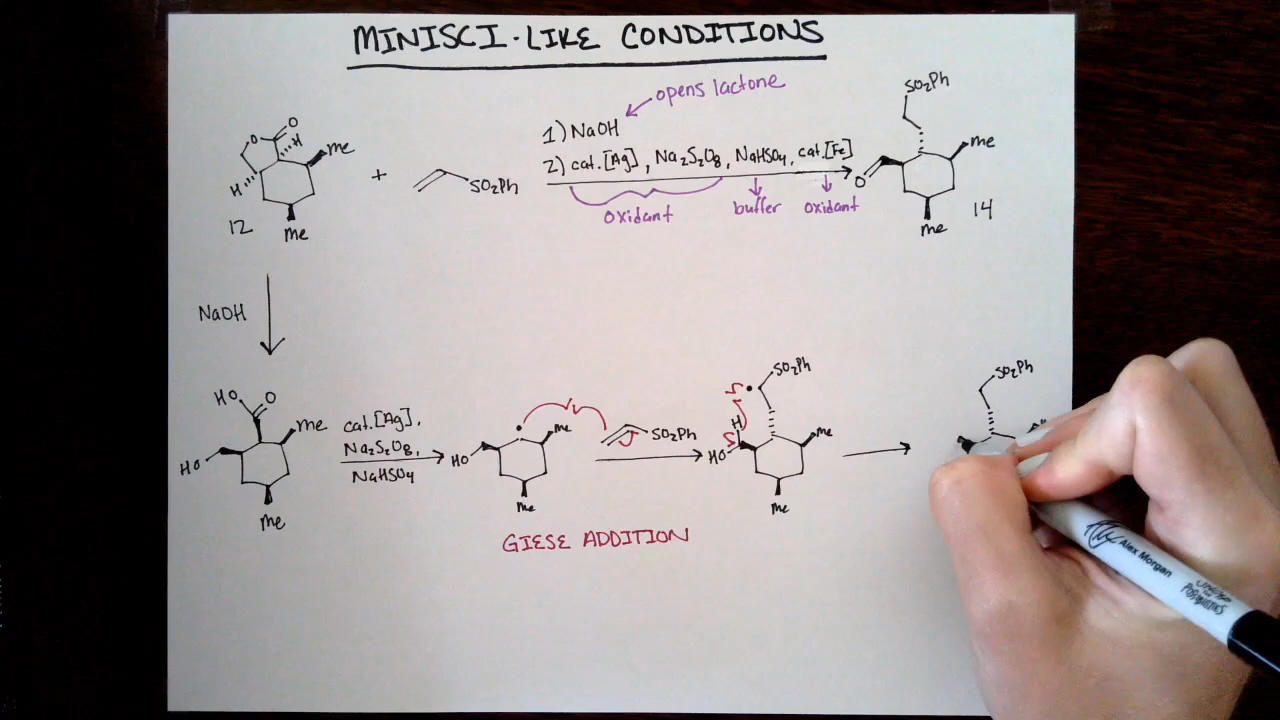 MINISCI-LIKE CONDITIONS
opens lactone
1) NaOH
2) cat. [Ag], Na2S2O8, NaHSO4, cat. [Fe]
oxidant
buffer
oxidant
O
O
H
H
Me
Me
12
+
SO2Ph
SO2Ph
Me
O
Me
14
NaOH
HO
O
HO
Me
Me
cat. [Ag],
Na2S2O8,
NaHSO4
HO
Me
Me
SO2Ph
GIESE ADDITION
SO2Ph
H
HO
Me
Me
SO2Ph
Alex Morgan